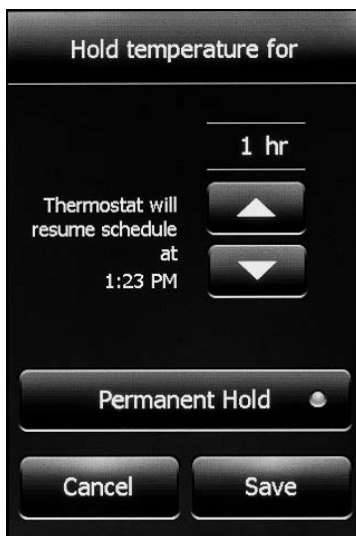 Hold temperature for
1 hr
Thermostat will
resume schedule
at
1:23 PM
Permanent Hold
Cancel
Save